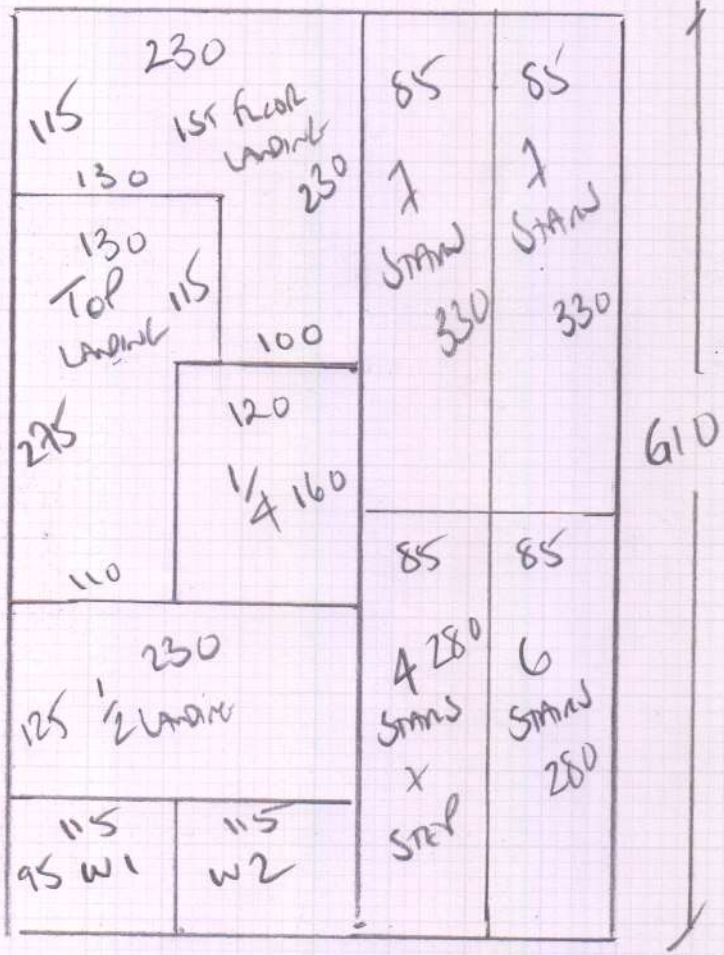 230
115
1ST FLOOR
LANDING
130
230
130
TOP
LANDING
115
100
275
120
1/4 160
110
230
125 1/2 LANDING
115
95 W1
115
W2
85
7
STAIRS
330
85
7
STAIRS
330
85
4 280
STAIRS
X
STEP
85
6
STAIRS
280
610